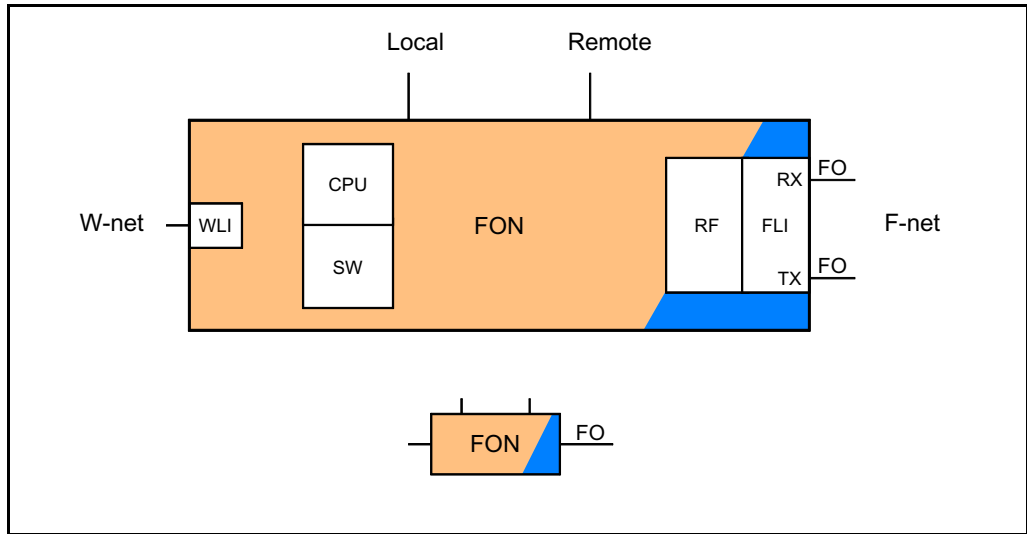 Local
Remote
CPU
RX
FO
W-net
WLI
FON
RF
FLI
F-net
SW
TX
FO
FON
FO